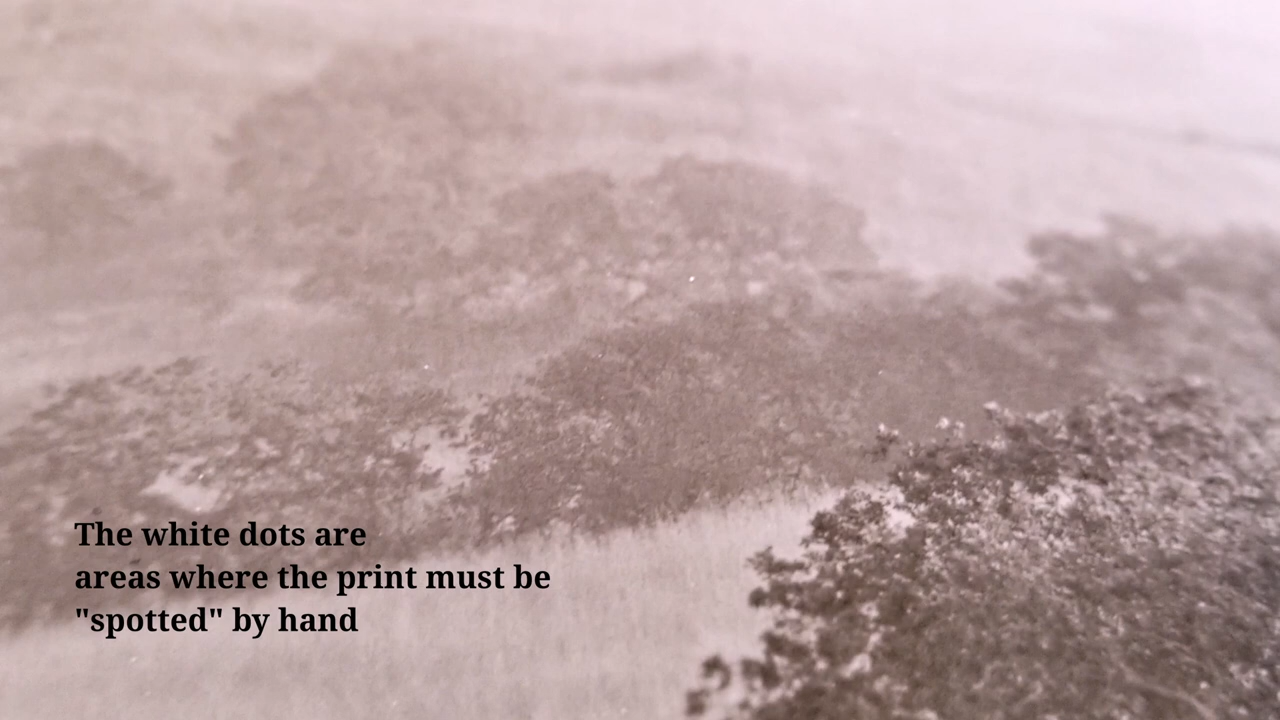 The white dots are
areas where the print must be
"spotted" by hand